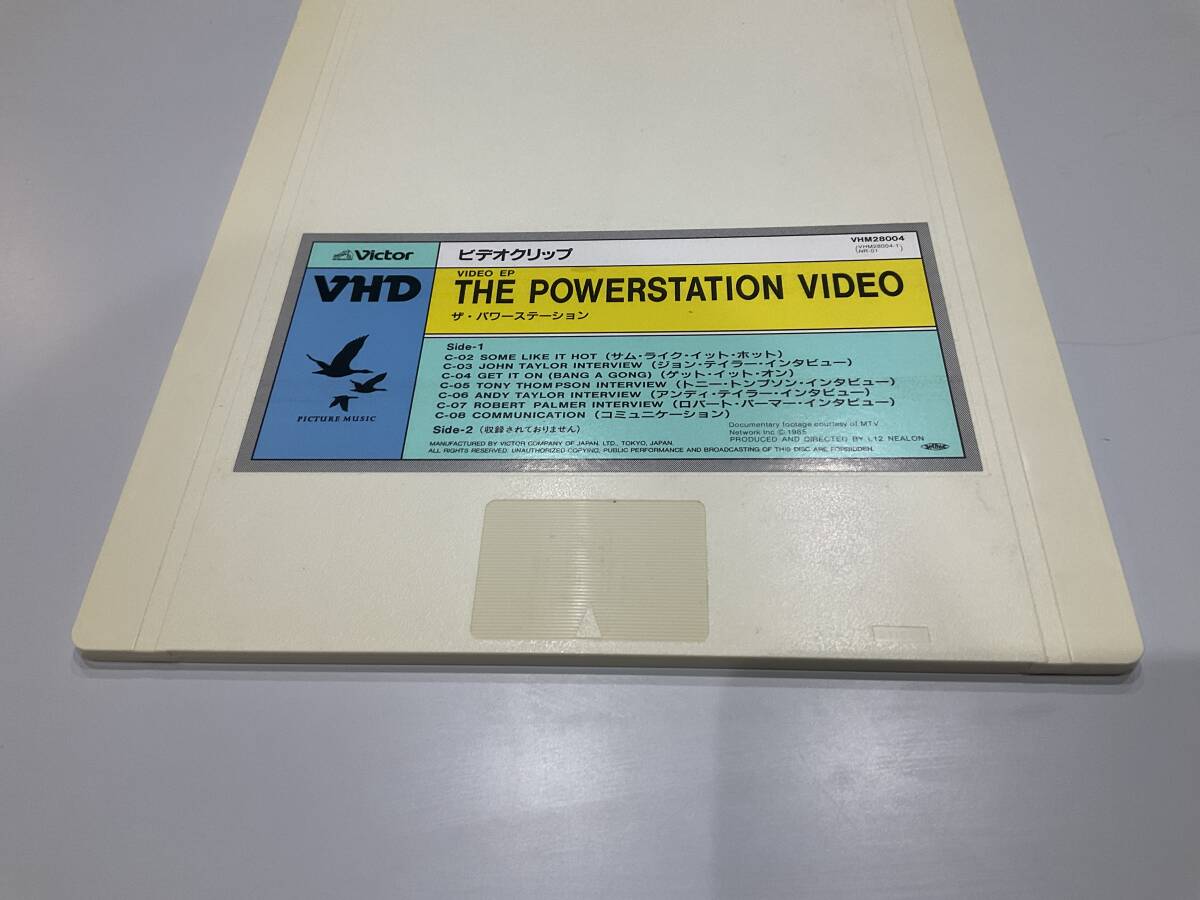 Victor
ビデオクリップ
VHM28004
(VHM28004-1)
NR-01
VHD
VIDEO EP
THE POWERSTATION VIDEO
ザ・パワーステーション
PICTURE MUSIC
Side-1
C-02 SOME LIKE IT HOT (サム・ライク・イット・ホット)
C-03 JOHN TAYLOR INTERVIEW (ジョン・テイラー・インタビュー)
C-04 GET IT ON (BANG A GONG) (ゲット・イット・オン)
C-05 TONY THOMPSON INTERVIEW (トニー・トンプソン・インタビュー)
C-06 ANDY TAYLOR INTERVIEW (アンディ・テイラー・インタビュー)
C-07 ROBERT PALMER INTERVIEW (ロバート・パーマー・インタビュー)
C-08 COMMUNICATION (コミュニケーション)
Side-2 (収録されておりません)
Documentary footage courtesy of MTV
Network Inc © 1985
PRODUCED AND DIRECTED BY L12 NEALON
MANUFACTURED BY VICTOR COMPANY OF JAPAN, LTD., TOKYO, JAPAN.
ALL RIGHTS RESERVED. UNAUTHORIZED COPYING, PUBLIC PERFORMANCE AND BROADCASTING OF THIS DISC ARE FORBIDDEN.